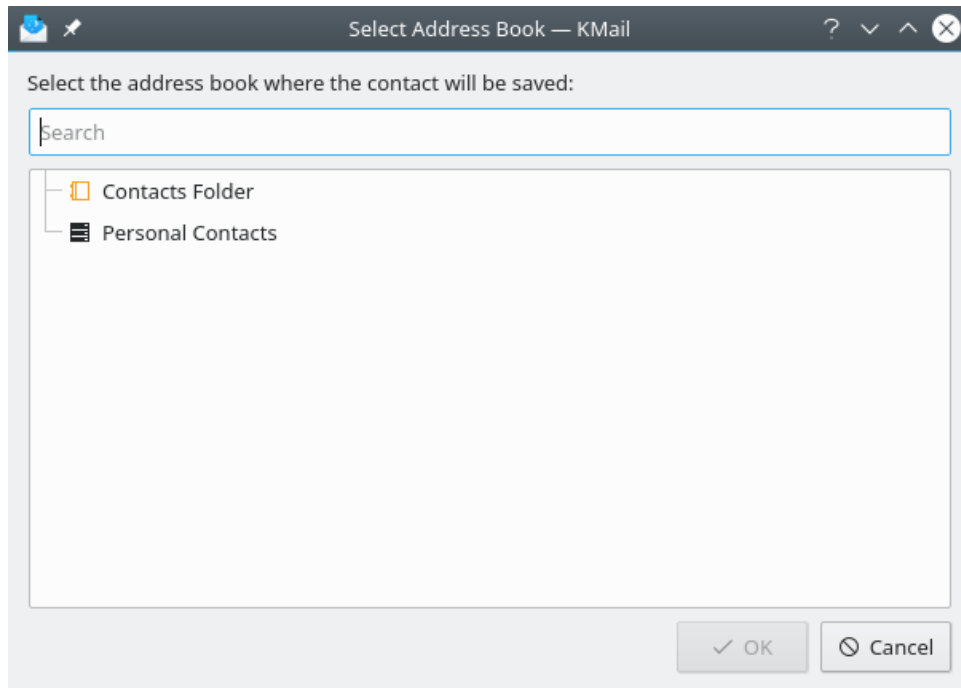 Select Address Book — KMail
Select the address book where the contact will be saved:
Search
Contacts Folder
Personal Contacts
OK
Cancel